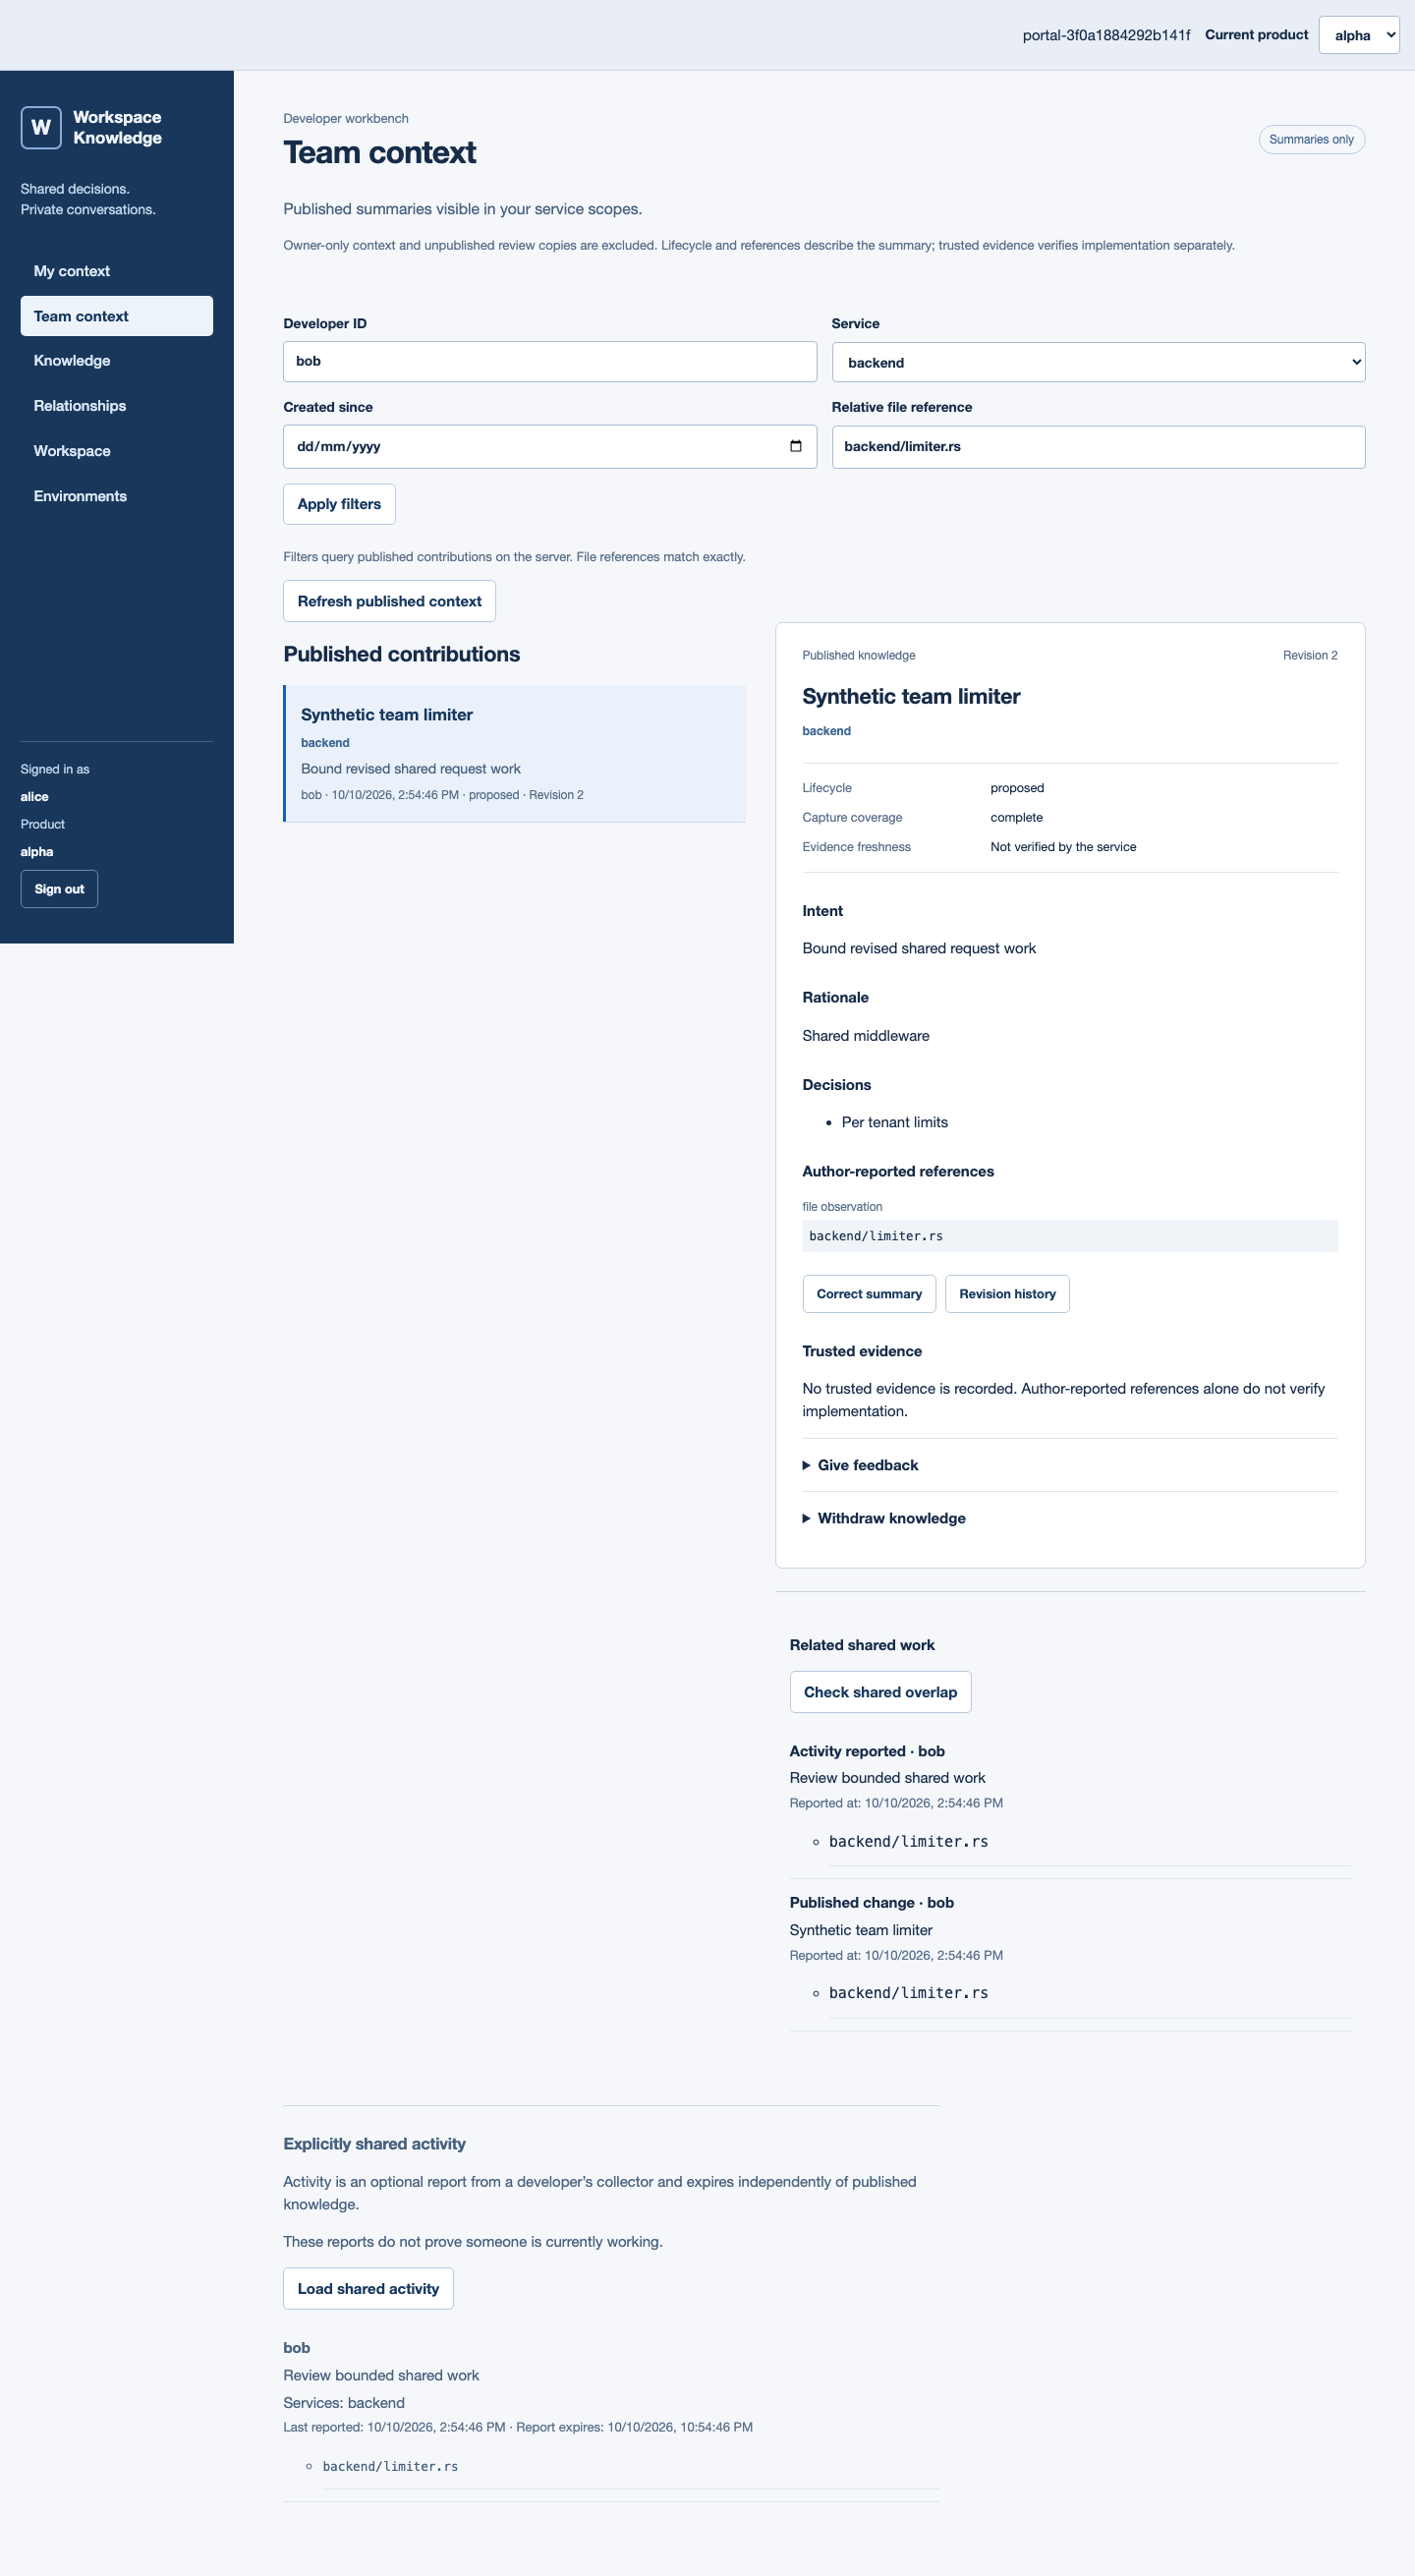 portal-3f0a1884292b141f Current product alpha
W Workspace
Knowledge
Shared decisions.
Private conversations.
My context
Team context
Knowledge
Relationships
Workspace
Environments
Signed in as
alice
Product
alpha
Sign out
Developer workbench
Team context
Summaries only
Published summaries visible in your service scopes.
Owner-only context and unpublished review copies are excluded. Lifecycle and references describe the summary; trusted evidence verifies implementation separately.
Developer ID
bob
Service
backend
Created since
dd/mm/yyyy
Relative file reference
backend/limiter.rs
Apply filters
Filters query published contributions on the server. File references match exactly.
Refresh published context
Published contributions
Synthetic team limiter
backend
Bound revised shared request work
bob · 10/10/2026, 2:54:46 PM · proposed · Revision 2
Published knowledge Revision 2
Synthetic team limiter
backend
Lifecycle proposed
Capture coverage complete
Evidence freshness Not verified by the service
Intent
Bound revised shared request work
Rationale
Shared middleware
Decisions
• Per tenant limits
Author-reported references
file observation
backend/limiter.rs
Correct summary Revision history
Trusted evidence
No trusted evidence is recorded. Author-reported references alone do not verify
implementation.
▶ Give feedback
▶ Withdraw knowledge
Related shared work
Check shared overlap
Activity reported · bob
Review bounded shared work
Reported at: 10/10/2026, 2:54:46 PM
◦ backend/limiter.rs
Published change · bob
Synthetic team limiter
Reported at: 10/10/2026, 2:54:46 PM
◦ backend/limiter.rs
Explicitly shared activity
Activity is an optional report from a developer’s collector and expires independently of published
knowledge.
These reports do not prove someone is currently working.
Load shared activity
bob
Review bounded shared work
Services: backend
Last reported: 10/10/2026, 2:54:46 PM · Report expires: 10/10/2026, 10:54:46 PM
◦ backend/limiter.rs